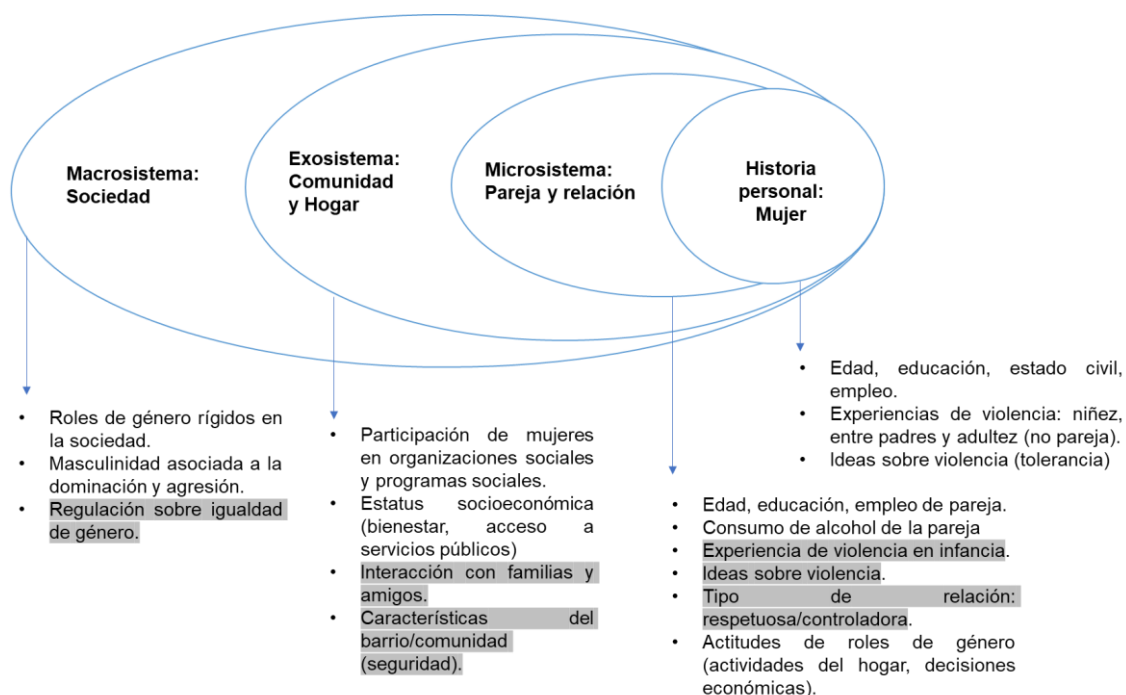 Macrosistema:
Sociedad
Exosistema:
Comunidad
y Hogar
Microsistema:
Pareja y relación
Historia
personal:
Mujer
• Roles de género rígidos en
la sociedad.
• Masculinidad asociada a la
dominación y agresión.
• Regulación sobre igualdad
de género.
• Participación de mujeres
en organizaciones sociales
y programas sociales.
• Estatus socioeconómica
(bienestar, acceso a
servicios públicos)
• Interacción con familias y
amigos.
• Características del
barrio/comunidad
(seguridad).
• Edad, educación, empleo de pareja.
• Consumo de alcohol de la pareja
• Experiencia de violencia en infancia.
• Ideas sobre violencia.
• Tipo de relación:
respetuosa/controladora.
• Actitudes de roles de género
(actividades del hogar, decisiones
económicas).
• Edad, educación, estado civil,
empleo.
• Experiencias de violencia: niñez,
entre padres y adultez (no pareja).
• Ideas sobre violencia (tolerancia)